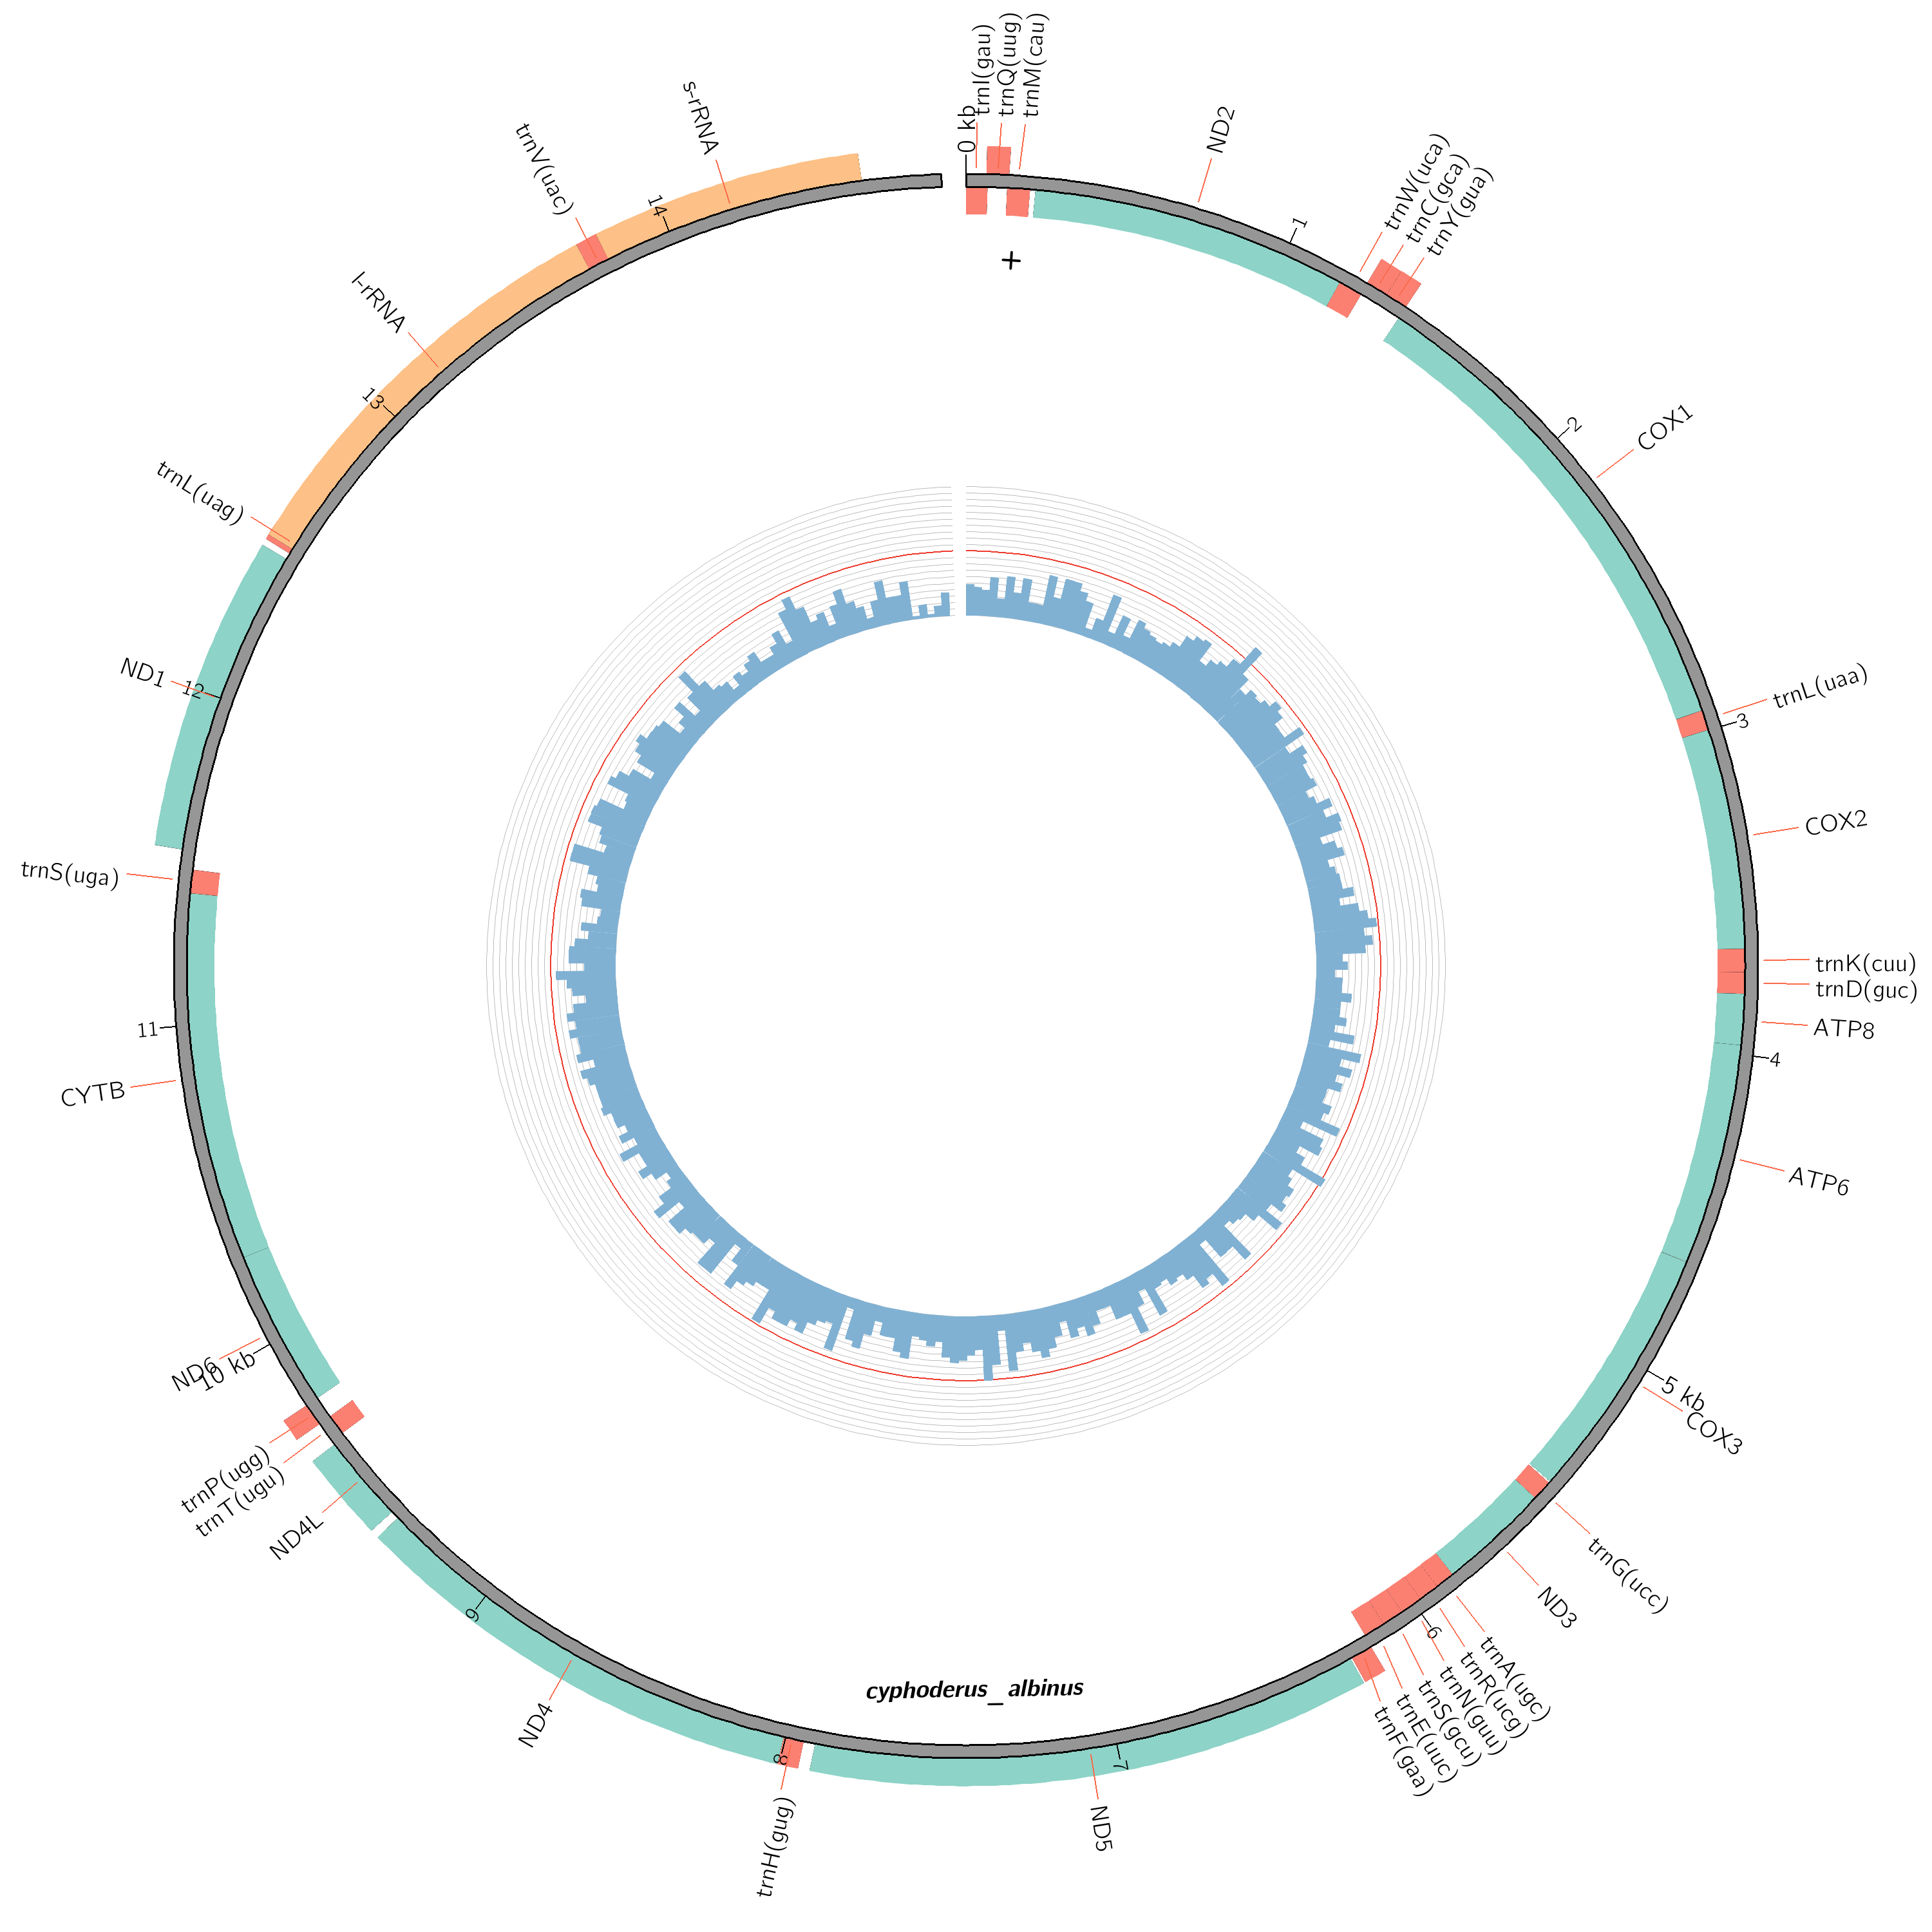 0 kb
trnI(gau)
trnQ(uug)
trnM(cau)
+
ND2
1
trnW(uca)
trnC(gca)
trnY(gua)
2
COX1
trnL(uaa)
3
COX2
trnK(cuu)
trnD(guc)
ATP8
4
ATP6
5 kb
COX3
trnG(ucc)
ND3
trnA(ugc)
trnR(ucg)
6
trnN(guu)
trnS(gcu)
trnE(uuc)
trnF(gaa)
7
ND5
cyphoderus_ albinus
8
trnH(gug)
ND4
9
ND4L
trnT(ugu)
trnP(ugg)
10 kb
ND6
CYTB
11
trnS(uga)
12
ND1
trnL(uag)
13
l-rRNA
trnV(uac)
14
s-rRNA